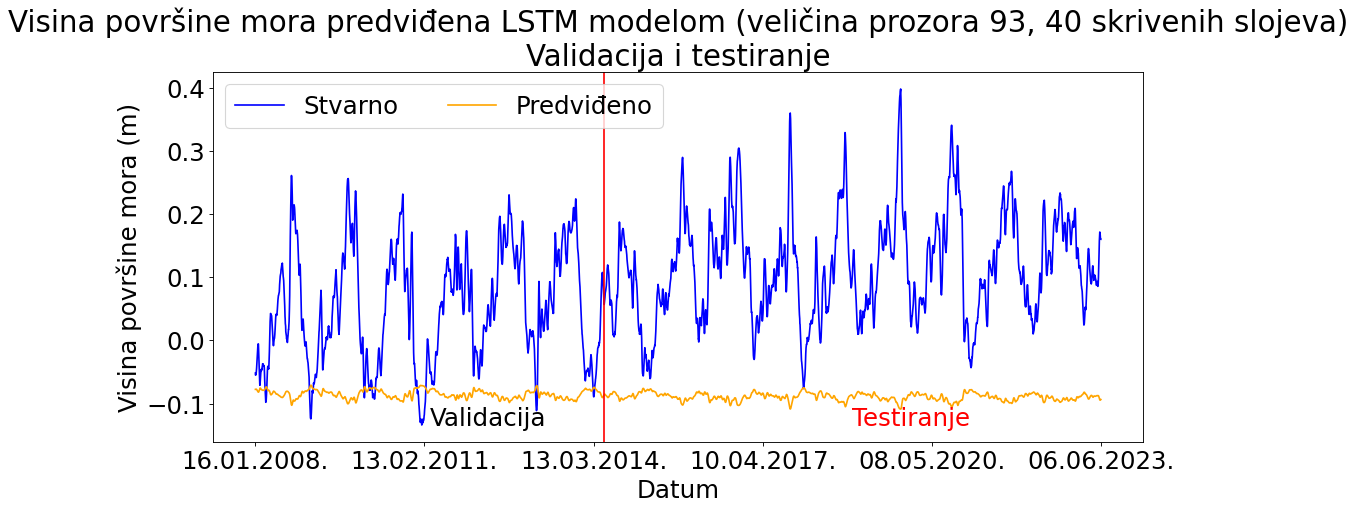 Visina površine mora predviđena LSTM modelom (veličina prozora 93, 40 skrivenih slojeva)
Validacija i testiranje
Stvarno
Predviđeno
Visina površine mora (m)
0.4
0.3
0.2
0.1
0.0
−0.1
Validacija
Testiranje
16.01.2008.
13.02.2011.
13.03.2014.
10.04.2017.
08.05.2020.
06.06.2023.
Datum